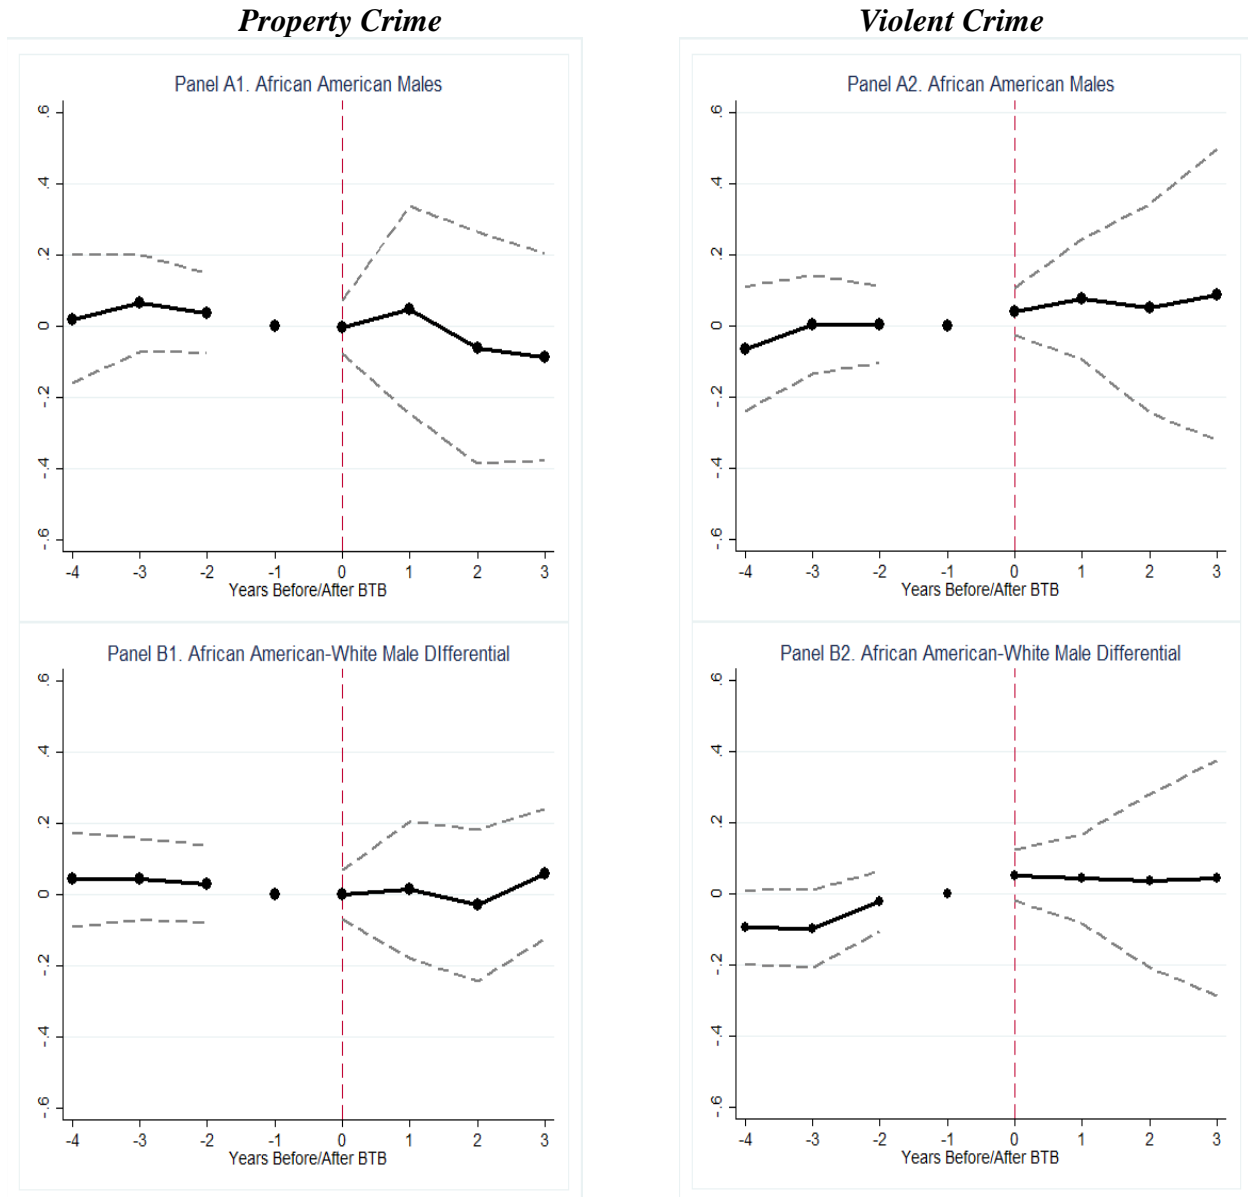 Property Crime
Violent Crime
Panel A1. African American Males
.6
.4
.2
0
-.2
-.4
-.6
-4 -3 -2 -1 0 1 2 3
Years Before/After BTB
Panel A2. African American Males
.6
.4
.2
0
-.2
-.4
-.6
-4 -3 -2 -1 0 1 2 3
Years Before/After BTB
Panel B1. African American-White Male DIfferential
.6
.4
.2
0
-.2
-.4
-.6
-4 -3 -2 -1 0 1 2 3
Years Before/After BTB
Panel B2. African American-White Male Differential
.6
.4
.2
0
-.2
-.4
-.6
-4 -3 -2 -1 0 1 2 3
Years Before/After BTB